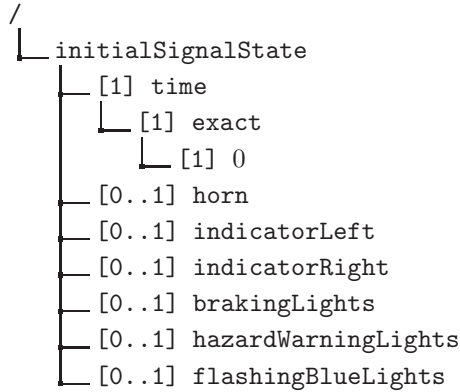 /
initialSignalState
[1] time
[1] exact
[1] 0
[0..1] horn
[0..1] indicatorLeft
[0..1] indicatorRight
[0..1] brakingLights
[0..1] hazardWarningLights
[0..1] flashingBlueLights